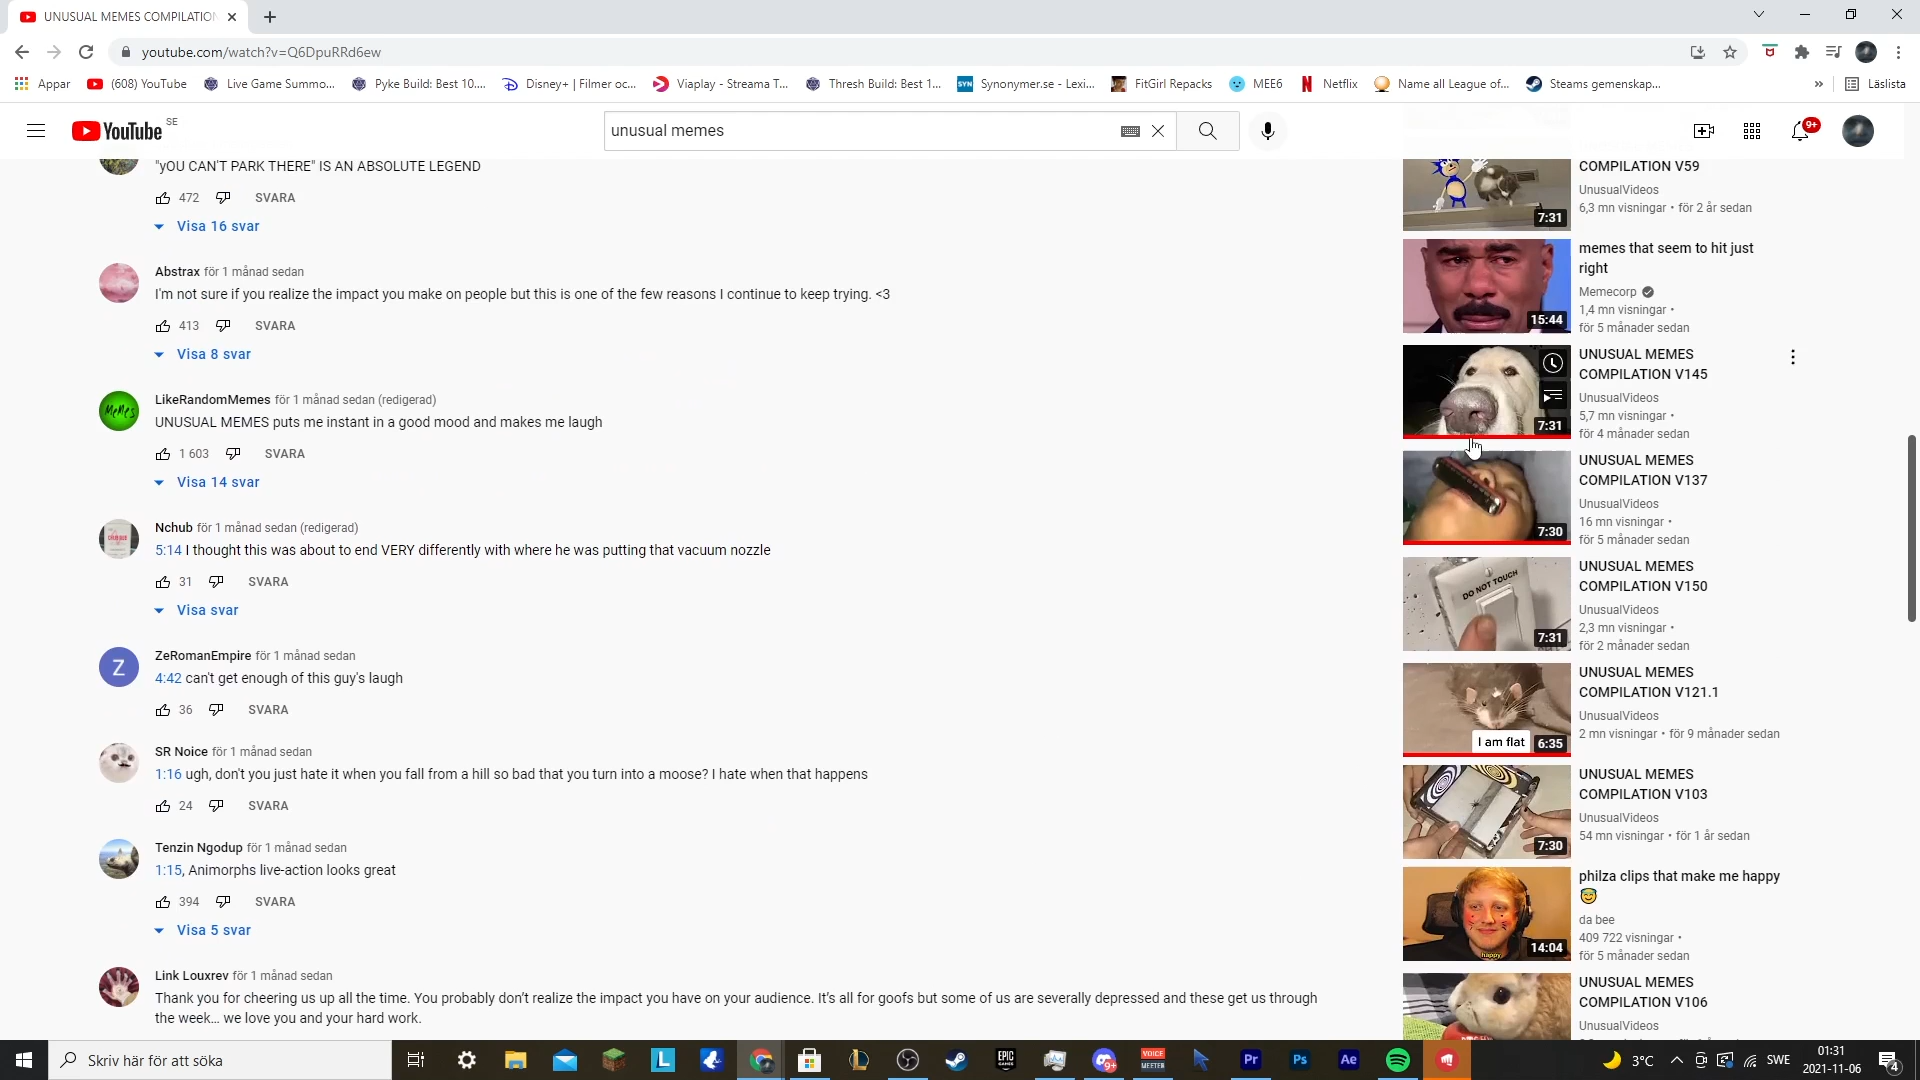 UNUSUAL MEMES COMPILATION
youtube.com/watch?v=Q6DpuRRd6ew
Appar
(608) YouTube
Live Game Summo...
Pyke Build: Best 10....
Disney+ | Filmer oc...
Viaplay - Streama T...
Thresh Build: Best 1...
SYN
Synonymer.se - Lexi...
FitGirl Repacks
MEE6
Netflix
Name all League of...
Steams gemenskap...
»
Läslista
YouTube SE
unusual memes
9+
"yOU CAN'T PARK THERE" IS AN ABSOLUTE LEGEND
472 SVARA
Visa 16 svar
Abstrax för 1 månad sedan
I'm not sure if you realize the impact you make on people but this is one of the few reasons I continue to keep trying. <3
413 SVARA
Visa 8 svar
MeMes
LikeRandomMemes för 1 månad sedan (redigerad)
UNUSUAL MEMES puts me instant in a good mood and makes me laugh
1 603 SVARA
Visa 14 svar
Nchub för 1 månad sedan (redigerad)
5:14 I thought this was about to end VERY differently with where he was putting that vacuum nozzle
31 SVARA
Visa svar
Z
ZeRomanEmpire för 1 månad sedan
4:42 can't get enough of this guy's laugh
36 SVARA
SR Noice för 1 månad sedan
1:16 ugh, don't you just hate it when you fall from a hill so bad that you turn into a moose? I hate when that happens
24 SVARA
Tenzin Ngodup för 1 månad sedan
1:15, Animorphs live-action looks great
394 SVARA
Visa 5 svar
Link Louxrev för 1 månad sedan
Thank you for cheering us up all the time. You probably don't realize the impact you have on your audience. It's all for goofs but some of us are severally depressed and these get us through
the week... we love you and your hard work.
COMPILATION V59
UnusualVideos
6,3 mn visningar • för 2 år sedan
7:31
memes that seem to hit just
right
Memecorp
1,4 mn visningar •
för 5 månader sedan
15:44
UNUSUAL MEMES
COMPILATION V145
UnusualVideos
5,7 mn visningar •
för 4 månader sedan
7:31
UNUSUAL MEMES
COMPILATION V137
UnusualVideos
16 mn visningar •
för 5 månader sedan
7:30
UNUSUAL MEMES
COMPILATION V150
UnusualVideos
2,3 mn visningar •
för 2 månader sedan
DO NOT TOUCH
7:31
UNUSUAL MEMES
COMPILATION V121.1
UnusualVideos
2 mn visningar • för 9 månader sedan
I am flat
6:35
UNUSUAL MEMES
COMPILATION V103
UnusualVideos
54 mn visningar • för 1 år sedan
7:30
philza clips that make me happy
da bee
409 722 visningar •
för 5 månader sedan
happy
14:04
UNUSUAL MEMES
COMPILATION V106
UnusualVideos
Skriv här för att söka
L
EPIC GAMES
9+
VOICE MEETER
Pr
Ps
Ae
3°C
SWE
01:31
2021-11-06
4